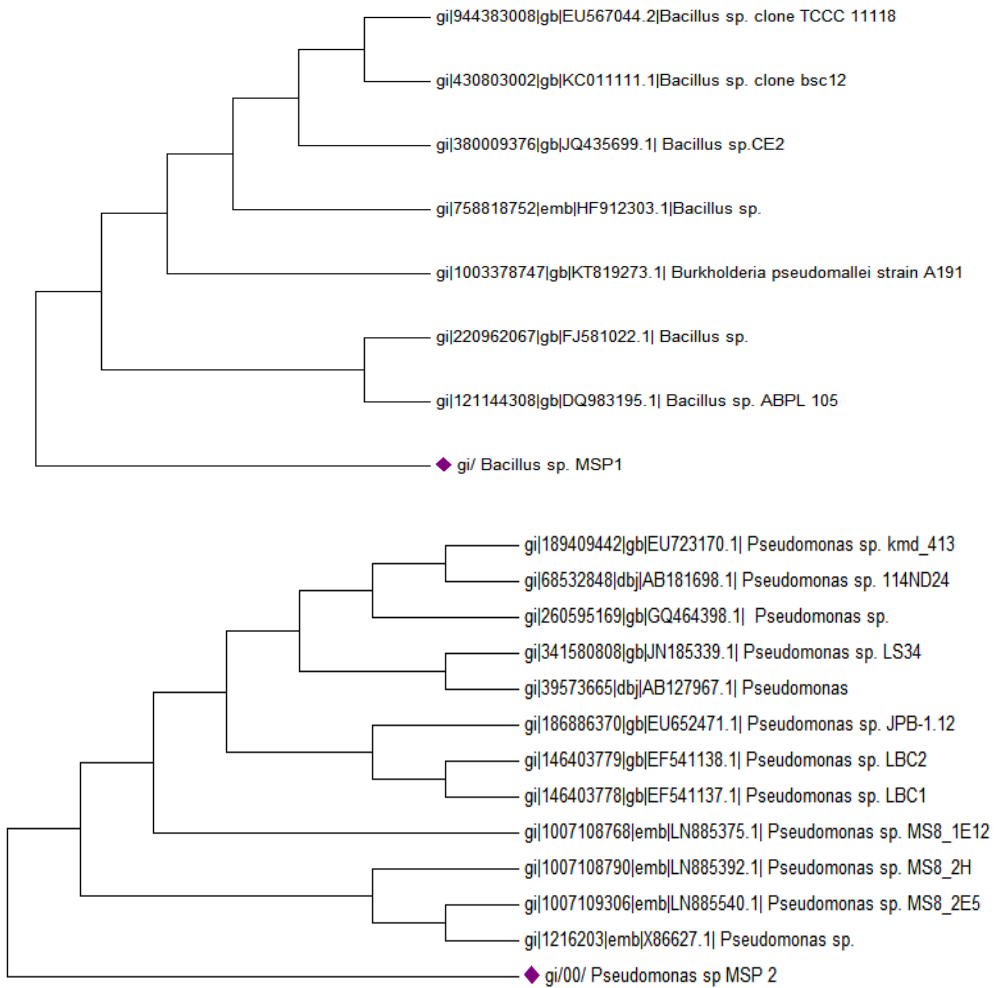 gi|944383008|gb|EU567044.2|Bacillus sp. clone TCCC 11118
gi|430803002|gb|KC011111.1|Bacillus sp. clone bsc12
gi|380009376|gb|JQ435699.1| Bacillus sp.CE2
gi|758818752|emb|HF912303.1|Bacillus sp.
gi|1003378747|gb|KT819273.1| Burkholderia pseudomallei strain A191
gi|220962067|gb|FJ581022.1| Bacillus sp.
gi|121144308|gb|DQ983195.1| Bacillus sp. ABPL 105
gi/ Bacillus sp. MSP1
gi|189409442|gb|EU723170.1| Pseudomonas sp. kmd_413
gi|68532848|dbj|AB181698.1| Pseudomonas sp. 114ND24
gi|260595169|gb|GQ464398.1| Pseudomonas sp.
gi|341580808|gb|JN185339.1| Pseudomonas sp. LS34
gi|39573665|dbj|AB127967.1| Pseudomonas
gi|186886370|gb|EU652471.1| Pseudomonas sp. JPB-1.12
gi|146403779|gb|EF541138.1| Pseudomonas sp. LBC2
gi|146403778|gb|EF541137.1| Pseudomonas sp. LBC1
gi|1007108768|emb|LN885375.1| Pseudomonas sp. MS8_1E12
gi|1007108790|emb|LN885392.1| Pseudomonas sp. MS8_2H
gi|1007109306|emb|LN885540.1| Pseudomonas sp. MS8_2E5
gi|1216203|emb|X86627.1| Pseudomonas sp.
gi/00/ Pseudomonas sp MSP 2